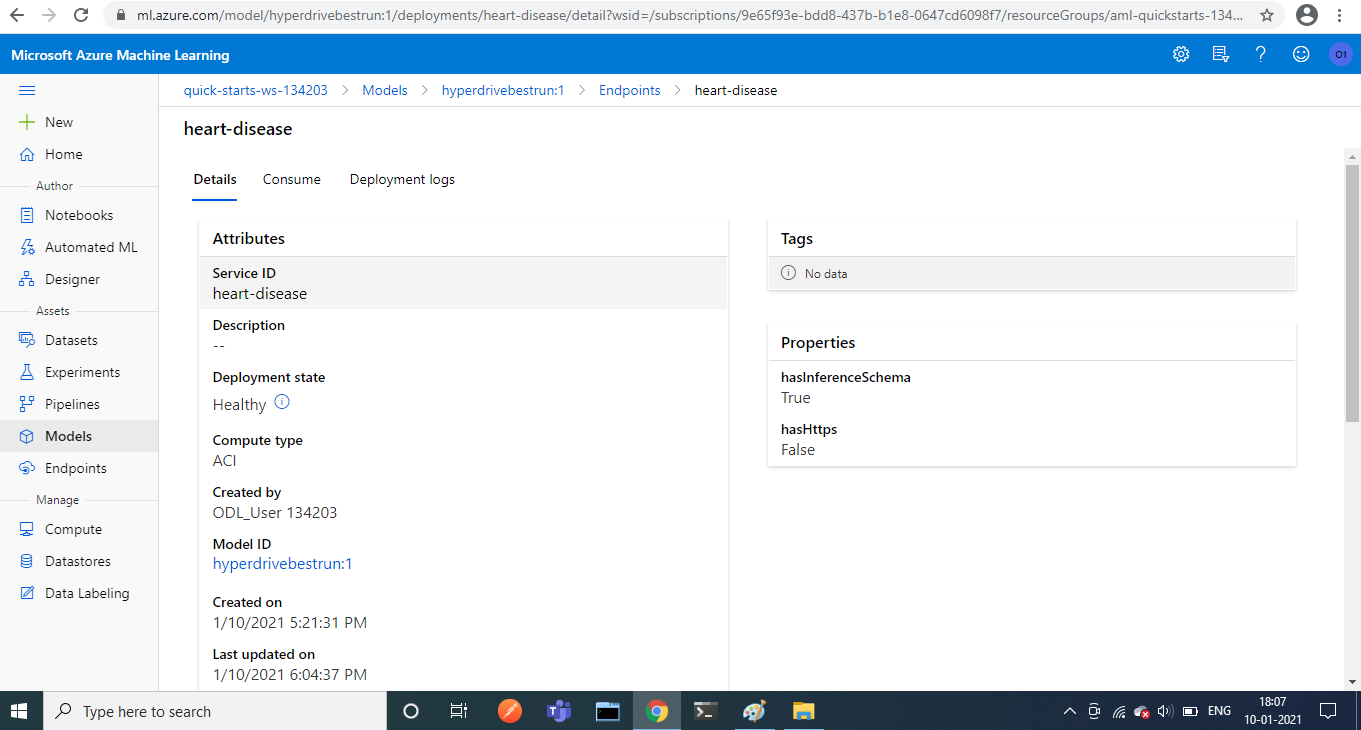 ml.azure.com/model/hyperdrivebestrun:1/deployments/heart-disease/detail?wsid=/subscriptions/9e65f93e-bdd8-437b-b1e8-0647cd6098f7/resourceGroups/aml-quickstarts-134...
Microsoft Azure Machine Learning
O1
quick-starts-ws-134203 > Models > hyperdrivebestrun:1 > Endpoints > heart-disease
heart-disease
Details Consume Deployment logs
New
Home
Author
Notebooks
Automated ML
Designer
Assets
Datasets
Experiments
Pipelines
Models
Endpoints
Manage
Compute
Datastores
Data Labeling
Attributes
Service ID
heart-disease
Description
--
Deployment state
Healthy
Compute type
ACI
Created by
ODL_User 134203
Model ID
hyperdrivebestrun:1
Created on
1/10/2021 5:21:31 PM
Last updated on
1/10/2021 6:04:37 PM
Tags
No data
Properties
hasInferenceSchema
True
hasHttps
False
Type here to search
ENG
18:07
10-01-2021